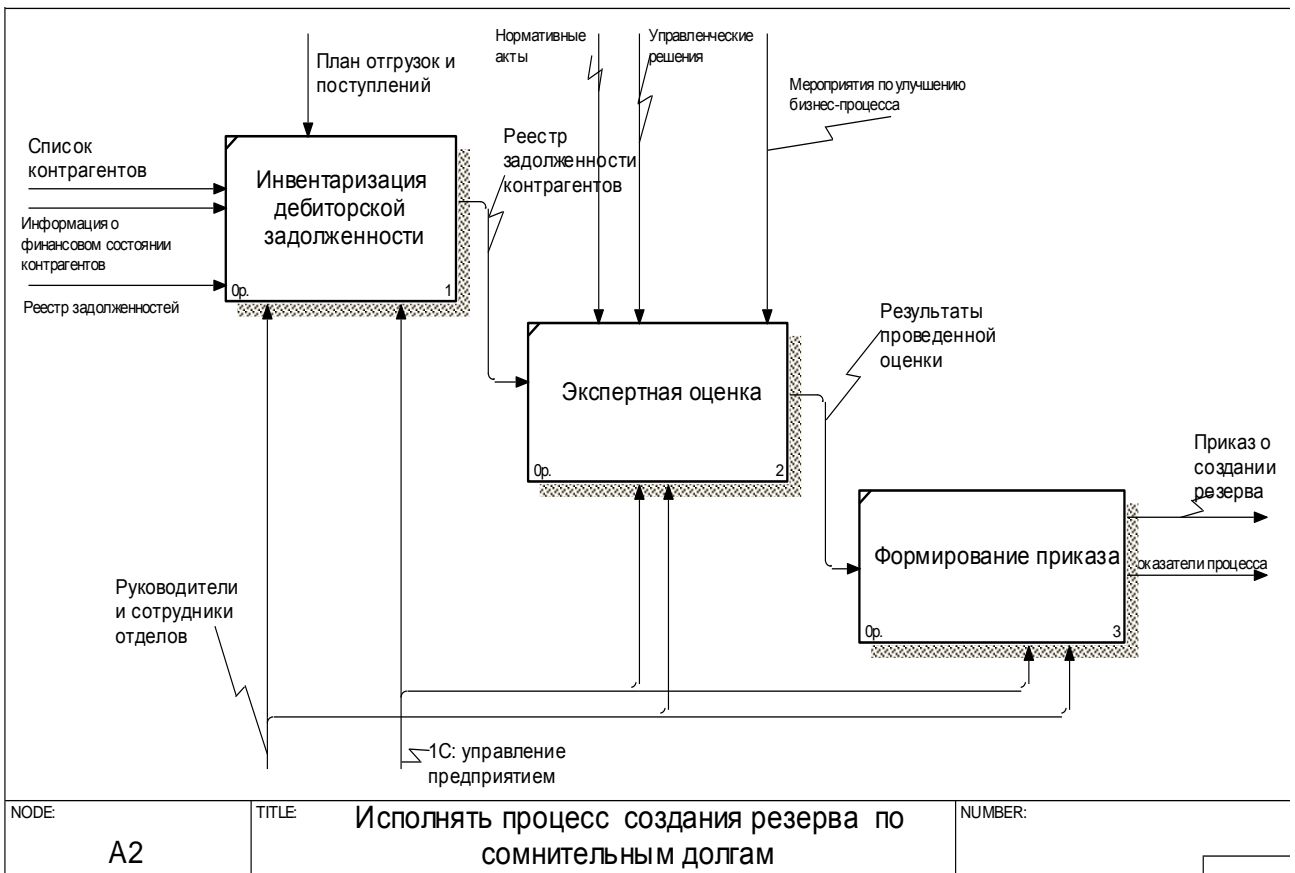 План отгрузок и
поступлений
Нормативные
акты
Управленческие
решения
Мероприятия по улучшению
бизнес-процесса
Список
контрагентов
Информация о
финансовом состоянии
контрагентов
Реестр задолженностей
Инвентаризация
дебиторской
задолженности
0р.
1
Реестр
задолженности
контрагентов
Экспертная оценка
0р.
2
Результаты
проведенной
оценки
Формирование приказа
0р.
3
Приказ о
создании
резерва
оказатели процесса
Руководители
и сотрудники
отделов
1С: управление
предприятием
NODE:
A2
TITLE:
Исполнять процесс создания резерва по
сомнительным долгам
NUMBER: